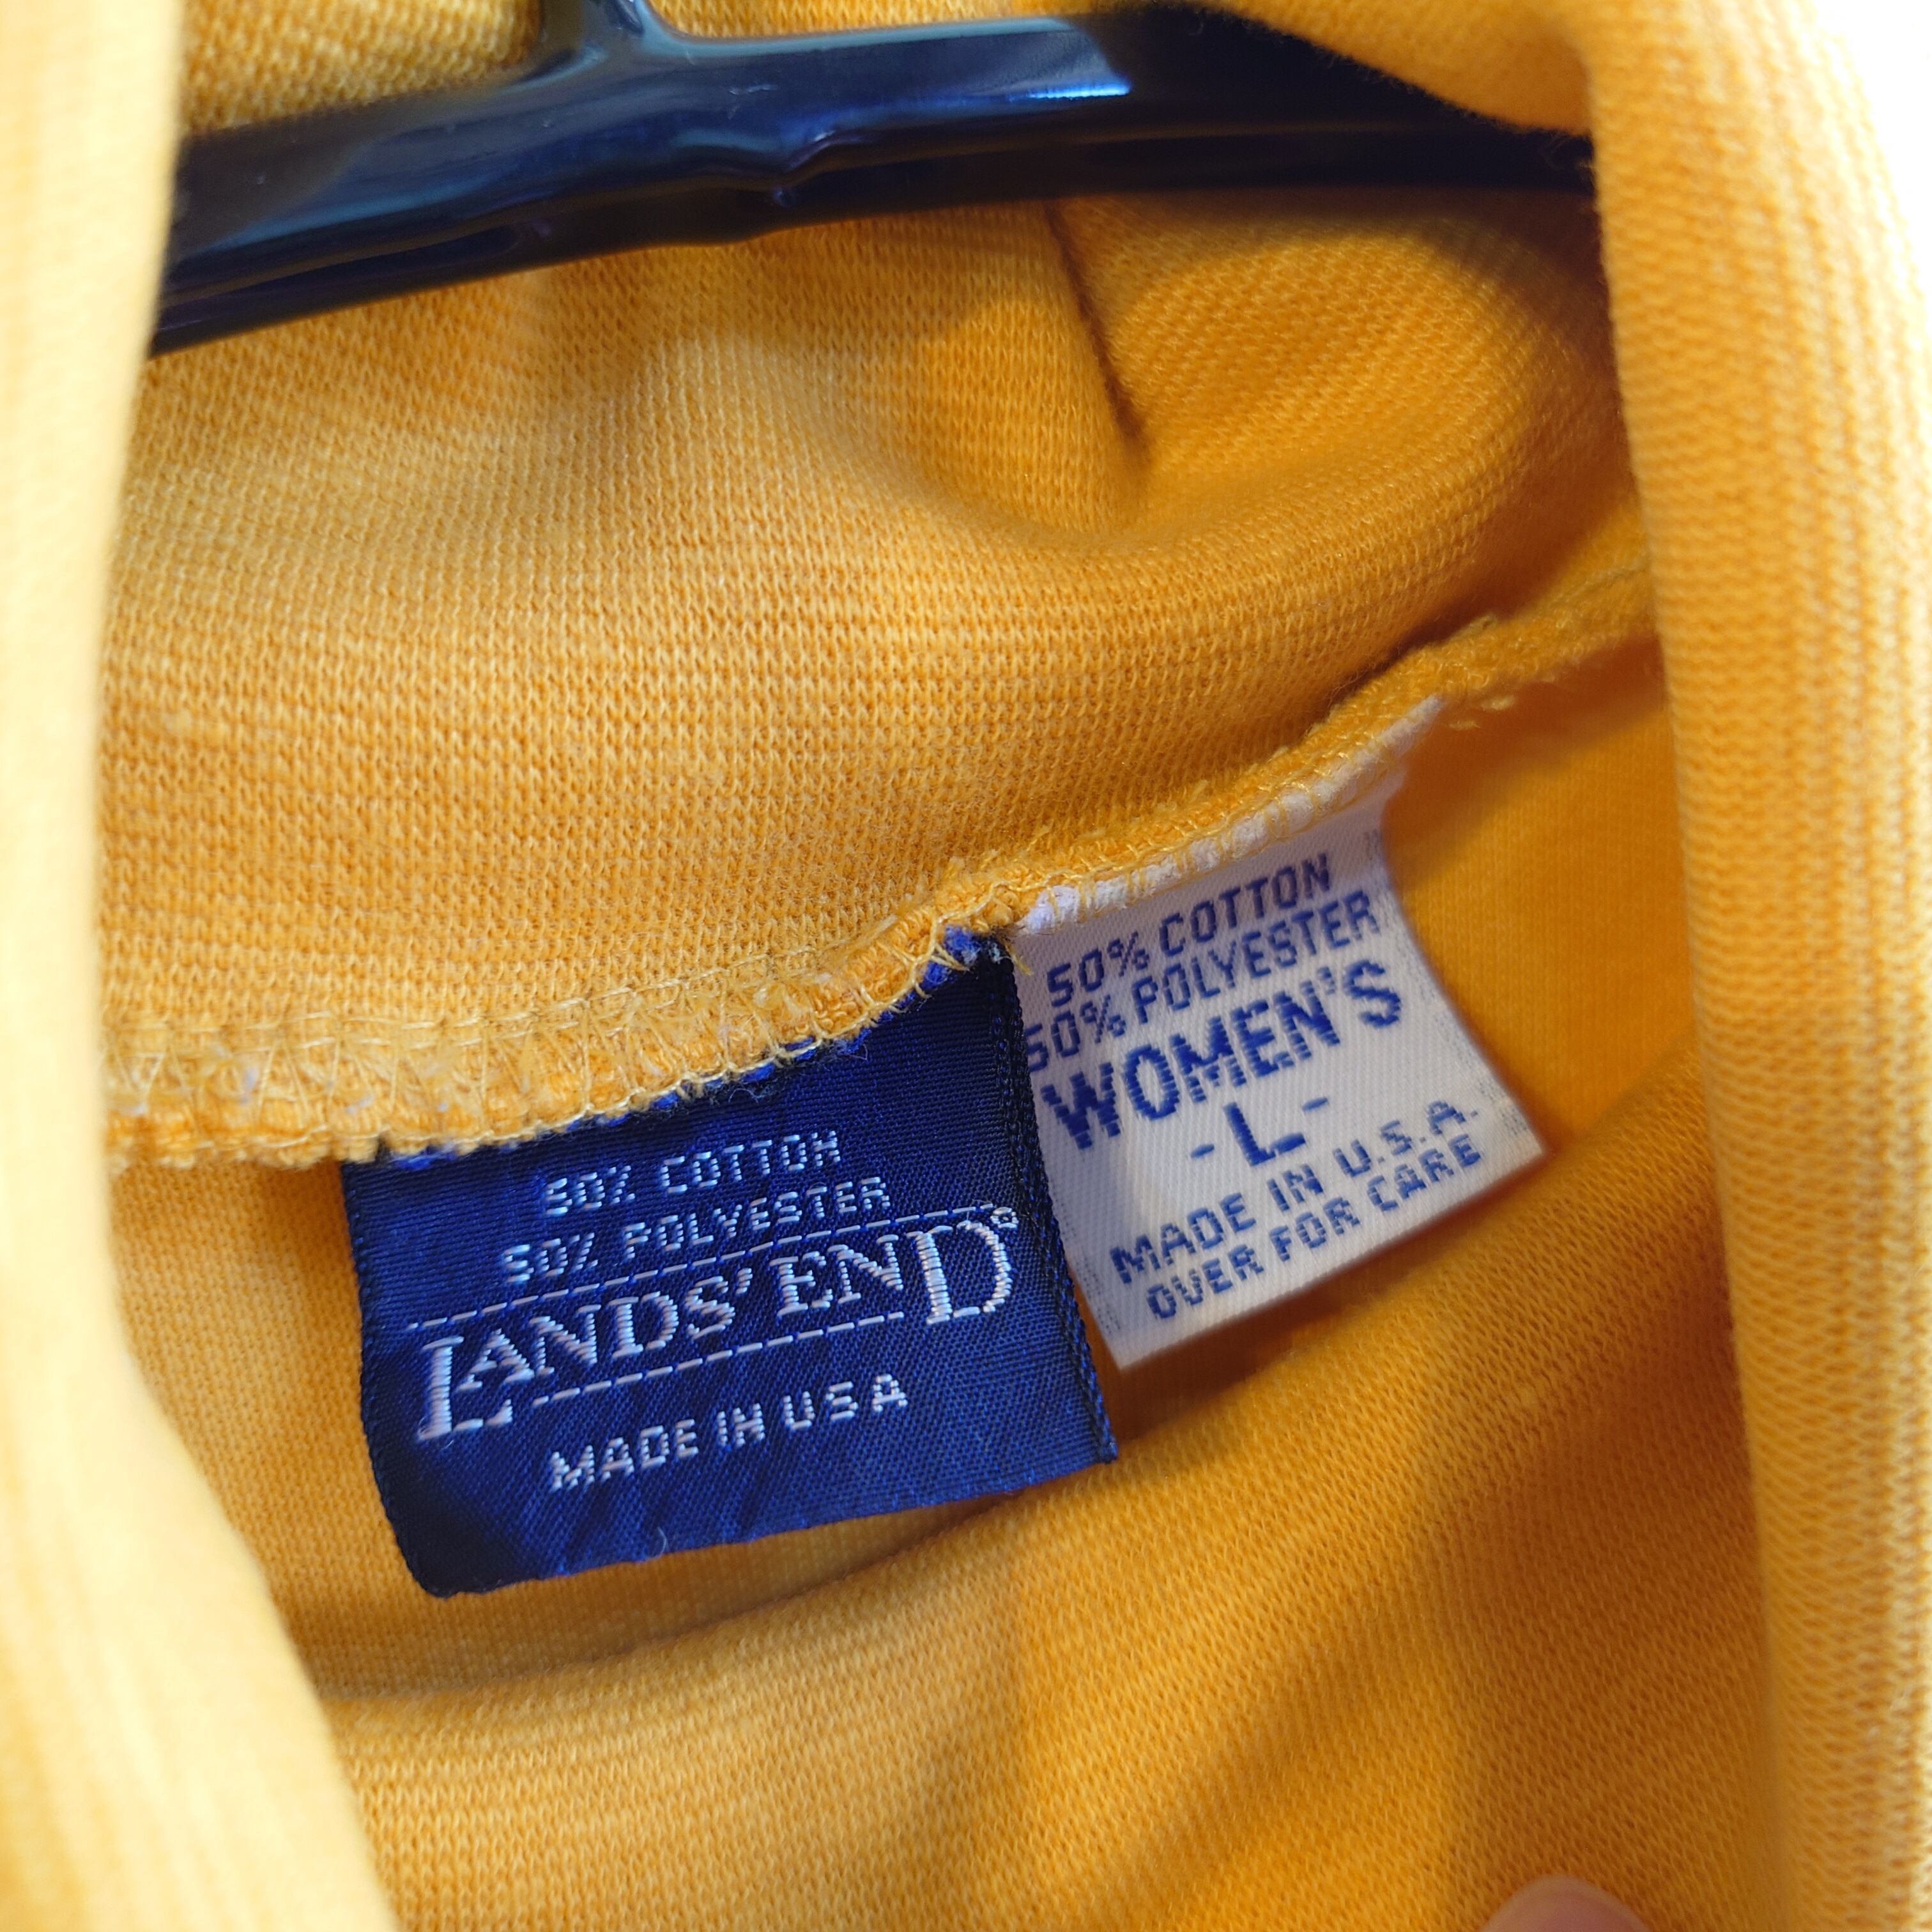 50% COTTON
50% POLYESTER
LANDS' END®
MADE IN USA
50% COTTON
50% POLYESTER
WOMEN'S
-L-
MADE IN U.S.A.
OVER FOR CARE